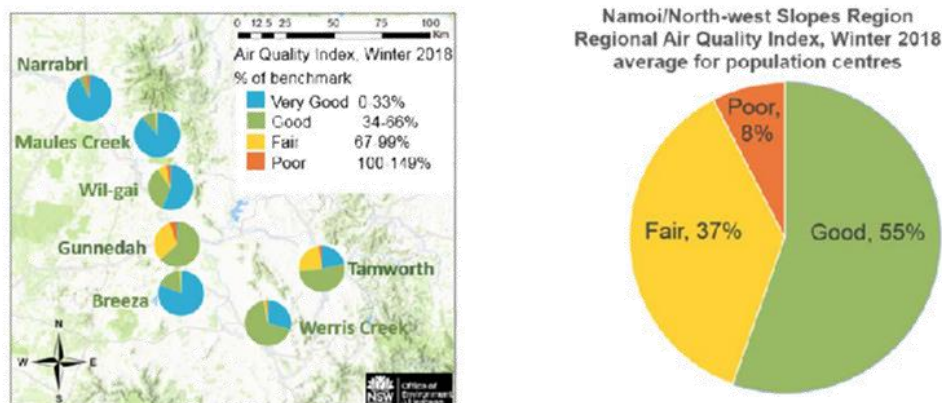 0 12.5 25 50 75 100
Km
Air Quality Index, Winter 2018
% of benchmark
Very Good 0-33%
Good 34-66%
Fair 67-99%
Poor 100-149%
Narrabri
Maules Creek
Wil-gai
Gunnedah
Breeza
Tamworth
Werris Creek
N
W E
S
NSW
Office of
Environment
Namoi/North-west Slopes Region
Regional Air Quality Index, Winter 2018
average for population centres
Poor,
8%
Fair, 37%
Good, 55%